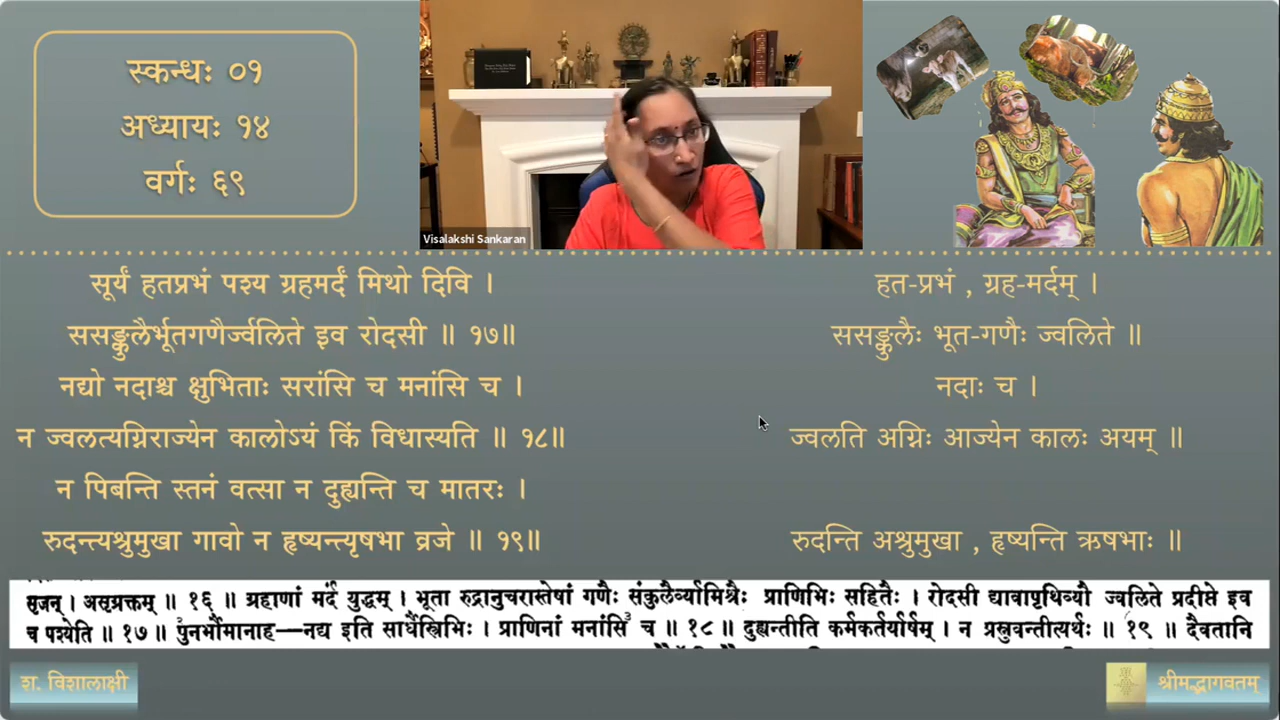 स्कन्धः ०१
अध्यायः १४
वर्गः ६९
Visalakshi Sankaran
सूर्यं हतप्रभं पश्य ग्रहमर्दं मिथो दिवि ।
ससङ्कुलैर्भूतगणैर्ज्वलिते इव रोदसी ॥ १७॥
नद्यो नदाश्च क्षुभिताः सरांसि च मनांसि च ।
न ज्वलत्यग्निराज्येन कालोऽयं किं विधास्यति ॥ १८॥
न पिबन्ति स्तनं वत्सा न दुह्यन्ति च मातरः ।
रुदन्त्यश्रुमुखा गावो न हृष्यन्त्यृषभा व्रजे ॥ १९॥
हत-प्रभं , ग्रह-मर्दम् ।
ससङ्कुलैः भूत-गणैः ज्वलिते ॥
नदाः च ।
ज्वलति अग्निः आज्येन कालः अयम् ॥
रुदन्ति अश्रुमुखा , हृष्यन्ति ऋषभाः ॥
सृजन् । असृग्रक्तम् ॥ १६ ॥ ग्रहाणां मर्दं युद्धम् । भूता रुद्रानुचरास्तेषां गणैः संकुलैर्व्यामिश्रैः प्राणिभिः सहितैः । रोदसी द्यावापृथिव्यौ ज्वलिते प्रदीप्ते इव
च पश्येति ॥ १७ ॥ पुनर्भौमानाह—नद्य इति सार्धैस्त्रिभिः । प्राणिनां मनांसि³ च ॥ १८ ॥ दुह्यन्तीति कर्मकर्तर्यार्षम् । न प्रस्नुवन्तीत्यर्थः ॥ १९ ॥ दैवतानि
श. विशालाक्षी
श्रीमद्भागवतम्